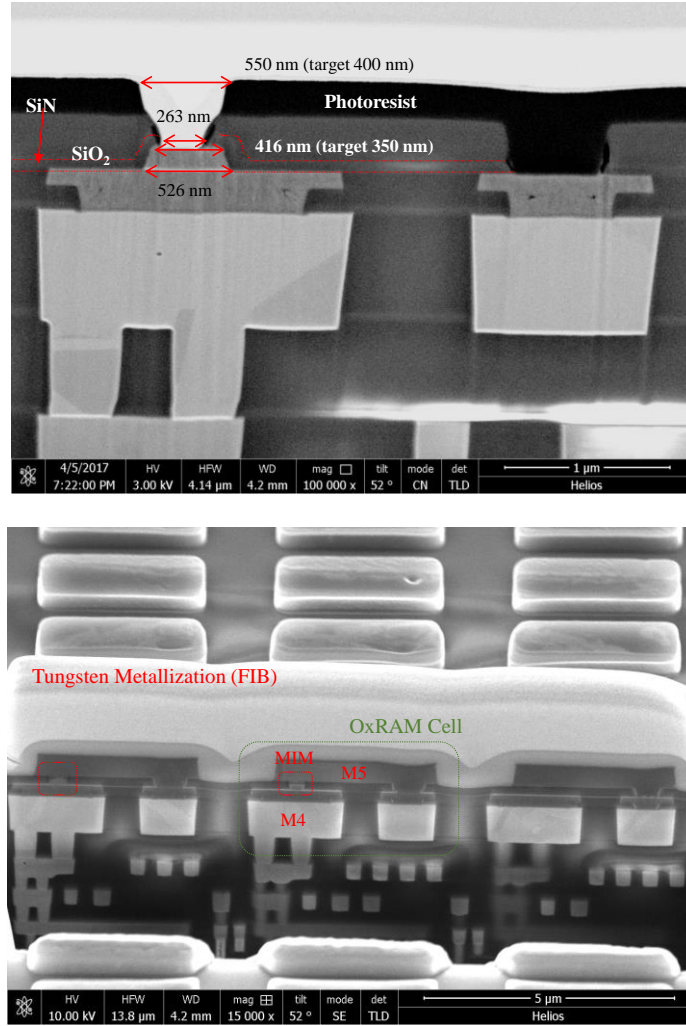 550 nm (target 400 nm)
Photoresist
SiN
263 nm
SiO2
416 nm (target 350 nm)
526 nm
4/5/2017 HV HFW WD mag tilt mode det 1 µm
7:22:00 PM 3.00 kV 4.14 µm 4.2 mm 100 000 x 52 ° CN TLD Helios
Tungsten Metallization (FIB)
OxRAM Cell
MIM
M5
M4
HV HFW WD mag tilt mode det 5 µm
10.00 kV 13.8 µm 4.2 mm 15 000 x 52 ° SE TLD Helios